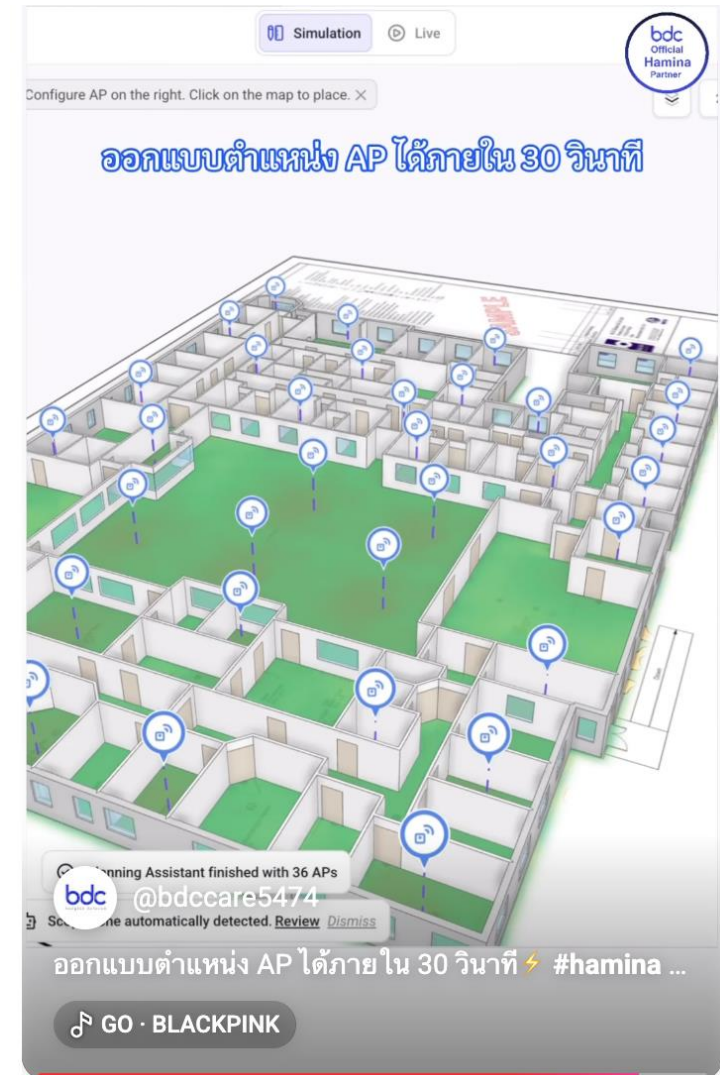 Simulation
Live
bdc
Official
Hamina
Partner
Configure AP on the right. Click on the map to place.
ออกแบบตำแหน่ง AP ได้ภายใน 30 วินาที
SAMPLE
Planning Assistant finished with 36 APs
bdc
@bdccare5474
automatically detected. Review Dismiss
ออกแบบตำแหน่ง AP ได้ภายใน 30 วินาที⚡ #hamina ...
GO · BLACKPINK